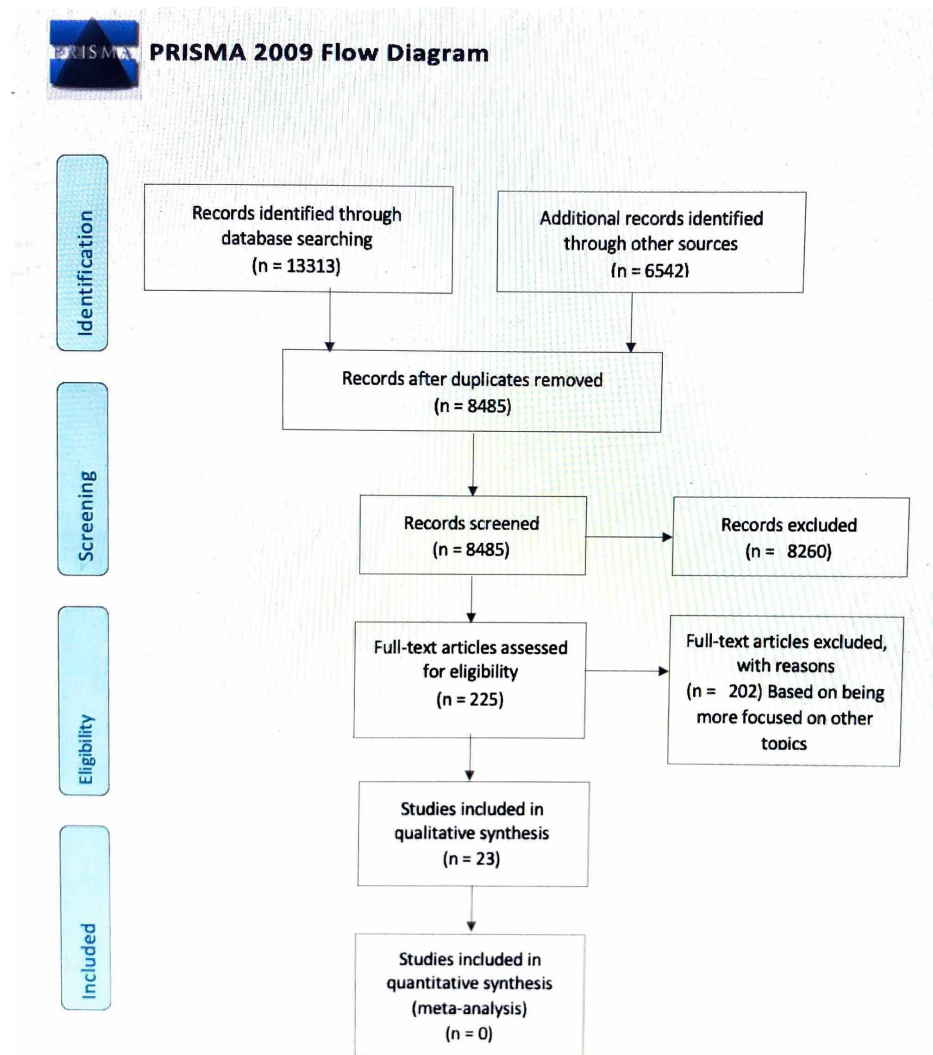 PRISMA
PRISMA 2009 Flow Diagram
Identification
Records identified through
database searching
(n = 13313)
Additional records identified
through other sources
(n = 6542)
Records after duplicates removed
(n = 8485)
Screening
Records screened
(n = 8485)
Records excluded
(n = 8260)
Eligibility
Full-text articles assessed
for eligibility
(n = 225)
Full-text articles excluded,
with reasons
(n = 202) Based on being
more focused on other
topics
Studies included in
qualitative synthesis
(n = 23)
Included
Studies included in
quantitative synthesis
(meta-analysis)
(n = 0)